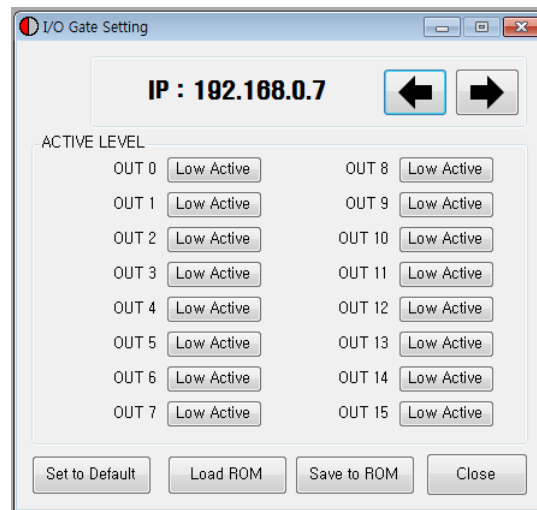 I/O Gate Setting
IP : 192.168.0.7
ACTIVE LEVEL
OUT 0 Low Active OUT 8 Low Active
OUT 1 Low Active OUT 9 Low Active
OUT 2 Low Active OUT 10 Low Active
OUT 3 Low Active OUT 11 Low Active
OUT 4 Low Active OUT 12 Low Active
OUT 5 Low Active OUT 13 Low Active
OUT 6 Low Active OUT 14 Low Active
OUT 7 Low Active OUT 15 Low Active
Set to Default Load ROM Save to ROM Close